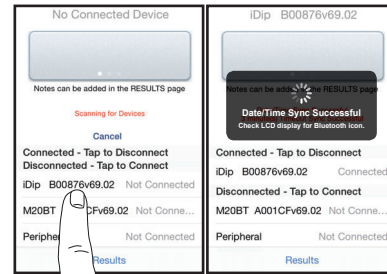 No Connected Device
Notes can be added in the RESULTS page
Scanning for Devices
Cancel
Connected - Tap to Disconnect
Disconnected - Tap to Connect
iDip B00876v69.02 Not Connected
M20BT CFv69.02 Not Conne...
Peripher Not Connected
Results
iDip B00876v69.02
Notes can be added in the RESULTS page
Date/Time Sync Successful
Check LCD display for Bluetooth icon.
Connected - Tap to Disconnect
iDip B00876v69.02 Connected
Disconnected - Tap to Connect
M20BT A001CFv69.02 Not Conne...
Peripheral Not Connected
Results